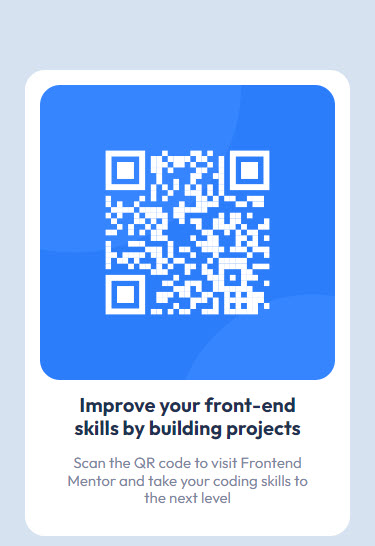 Improve your front-end
skills by building projects
Scan the QR code to visit Frontend
Mentor and take your coding skills to
the next level